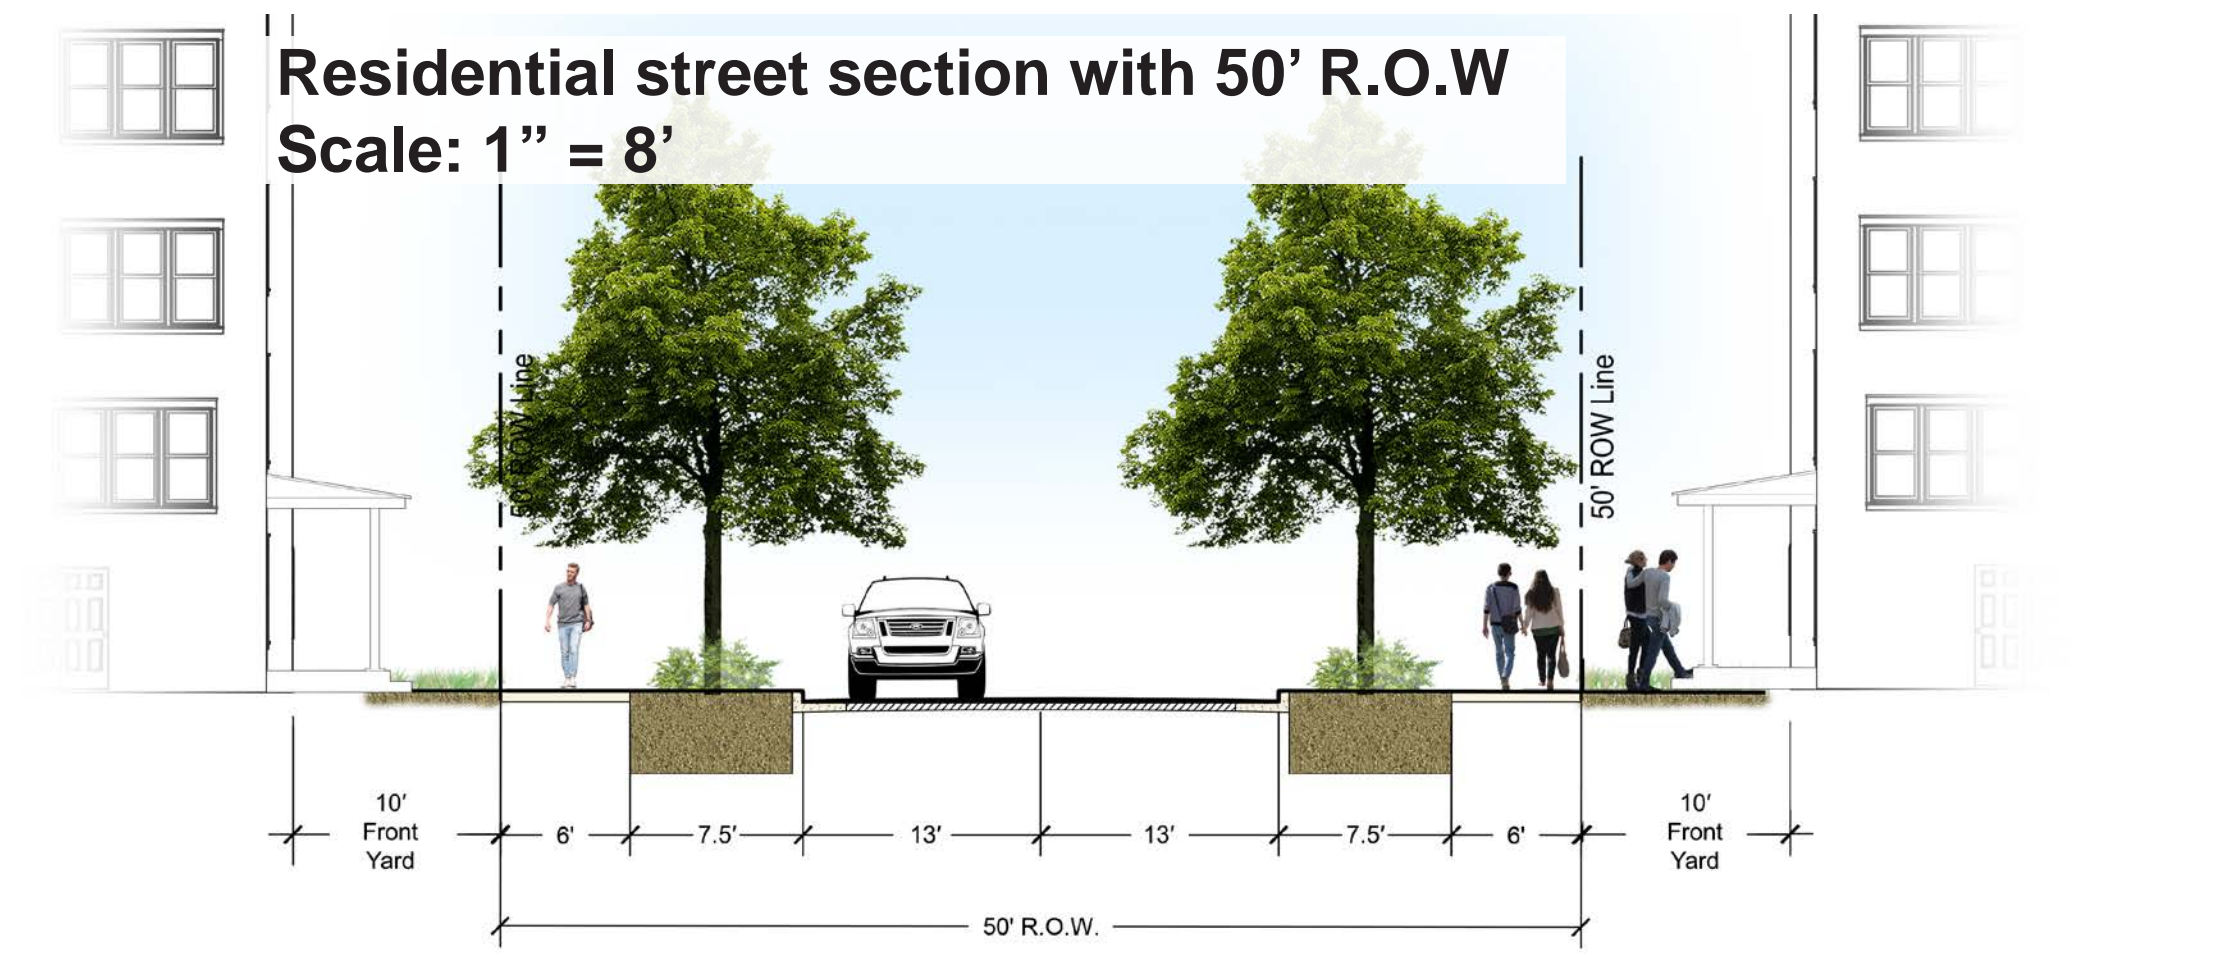 Residential street section with 50’ R.O.W
Scale: 1” = 8’
50' ROW Line
50' ROW Line
10'
Front
Yard
6'
7.5'
13'
13'
7.5'
6'
10'
Front
Yard
50' R.O.W.